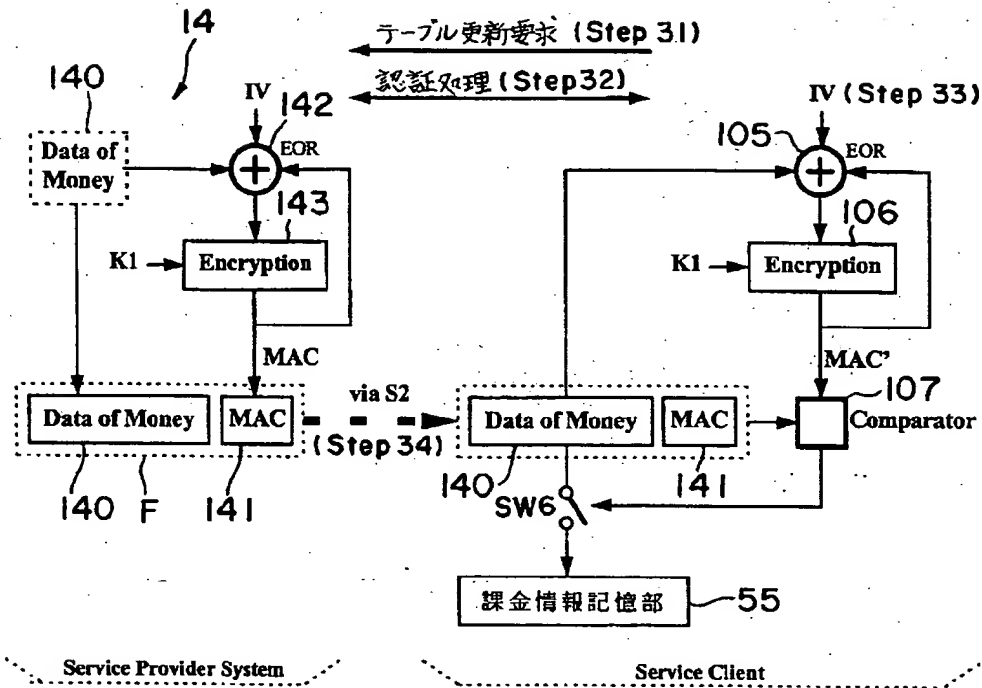 14
テーブル更新要求 (Step 31)
認証処理 (Step 32)
140
IV
142
IV (Step 33)
105
Data of
Money
EOR
EOR
143
106
K1
Encryption
K1
Encryption
MAC
MAC'
107
Comparator
Data of Money
MAC
via S2
(Step 34)
Data of Money
MAC
140
F
141
140
141
SW6
課金情報記憶部
55
Service Provider System
Service Client